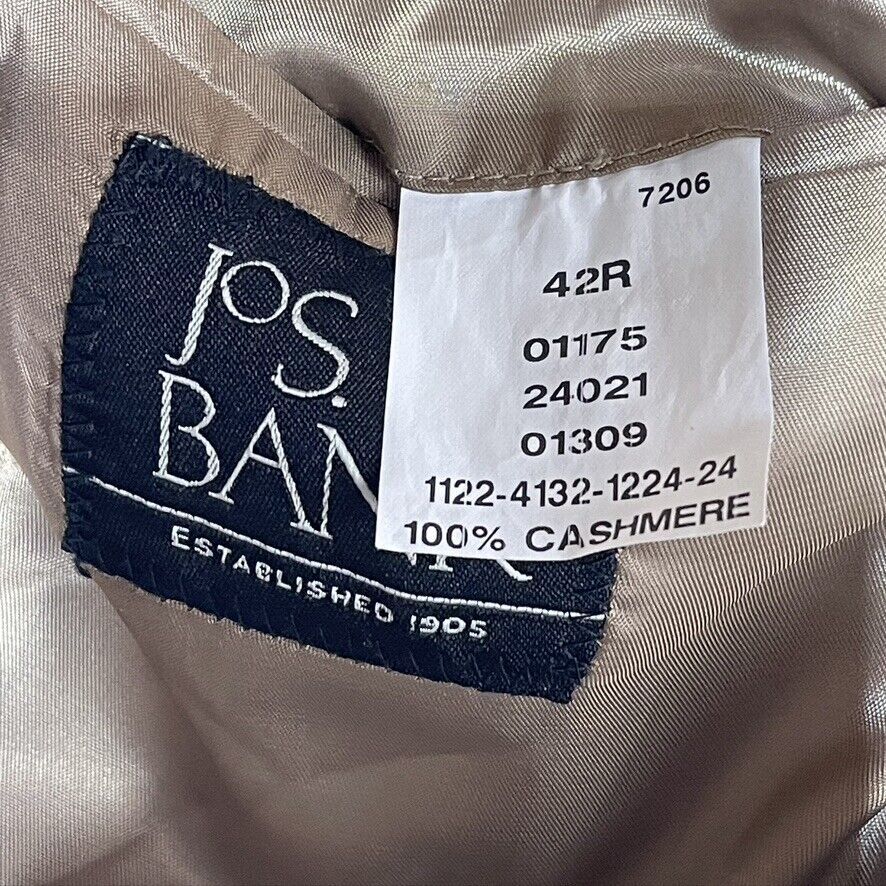 JOS.
BAN
ESTABLISHED 1905
7206
42R
01175
24021
01309
1122-4132-1224-24
100% CASHMERE